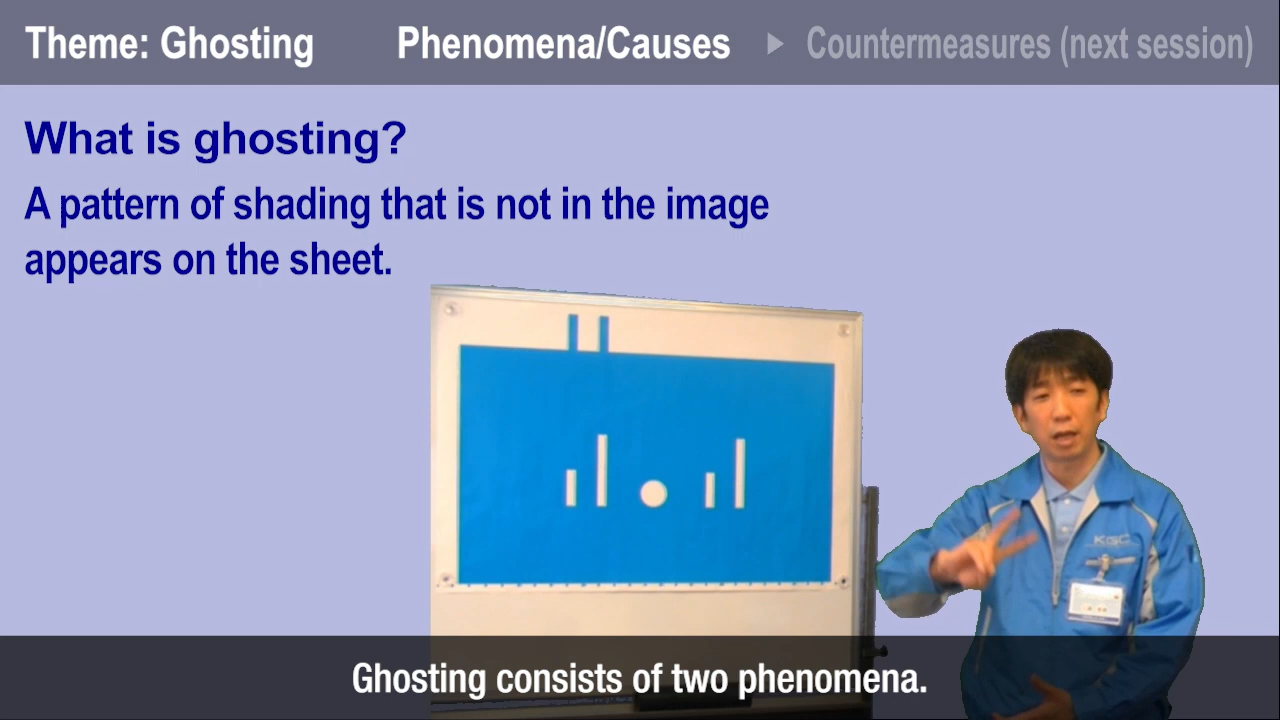 Theme: Ghosting Phenomena/Causes ▶ Countermeasures (next session)
What is ghosting?
A pattern of shading that is not in the image
appears on the sheet.
KGC
Ghosting consists of two phenomena.